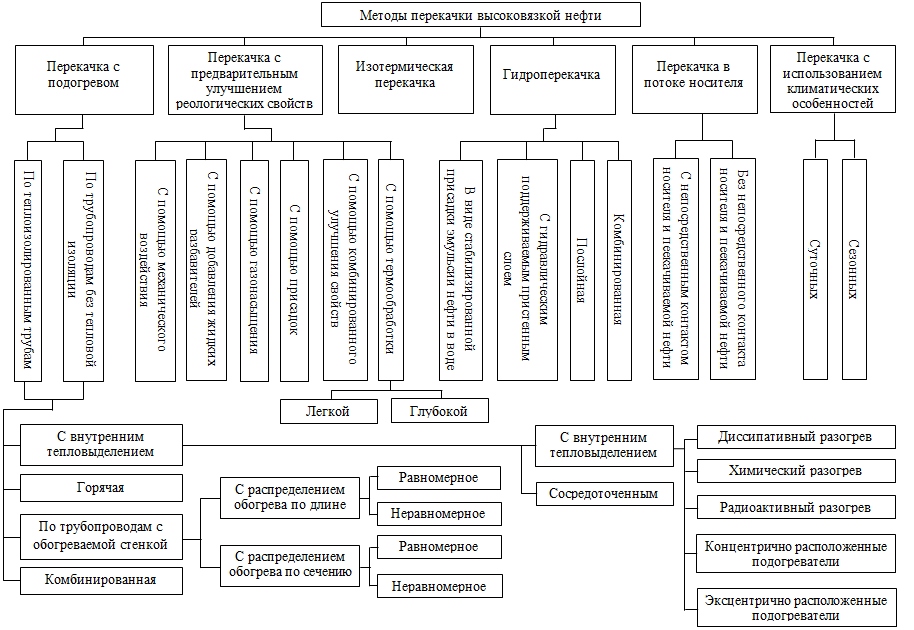 Методы перекачки высоковязкой нефти
Перекачка с
подогревом
Перекачка с
предварительным
улучшением
реологических свойств
Изотермическая
перекачка
Гидроперекачка
Перекачка в
потоке носителя
Перекачка с
использованием
климатических
особенностей
По теплоизолированным трубам
По трубопроводам без тепловой
изоляции
С помощью механического
воздействия
С помощью добавления жидких
разбавителей
С помощью газонасыщения
С помощью присадок
С помощью комбинированного
улучшения свойств
С помощью термообработки
В виде стабилизированной
присадки эмульсии нефти в воде
С гидравлическим
поддерживаемым пристенным
слоем
Послойная
Комбинированная
С непосредственным контактом
носителя и пеекачиваемой нефти
Без непосредственного контакта
носителя и пеекачиваемой нефти
Суточных
Сезонных
Легкой
Глубокой
С внутренним
тепловыделением
Горячая
По трубопроводам с
обогреваемой стенкой
Комбинированная
С распределением
обогрева по длине
С распределением
обогрева по сечению
Равномерное
Неравномерное
Равномерное
Неравномерное
С внутренним
тепловыделением
Сосредоточенным
Диссипативный разогрев
Химический разогрев
Радиоактивный разогрев
Концентрично расположенные
подогреватели
Эксцентрично расположенные
подогреватели